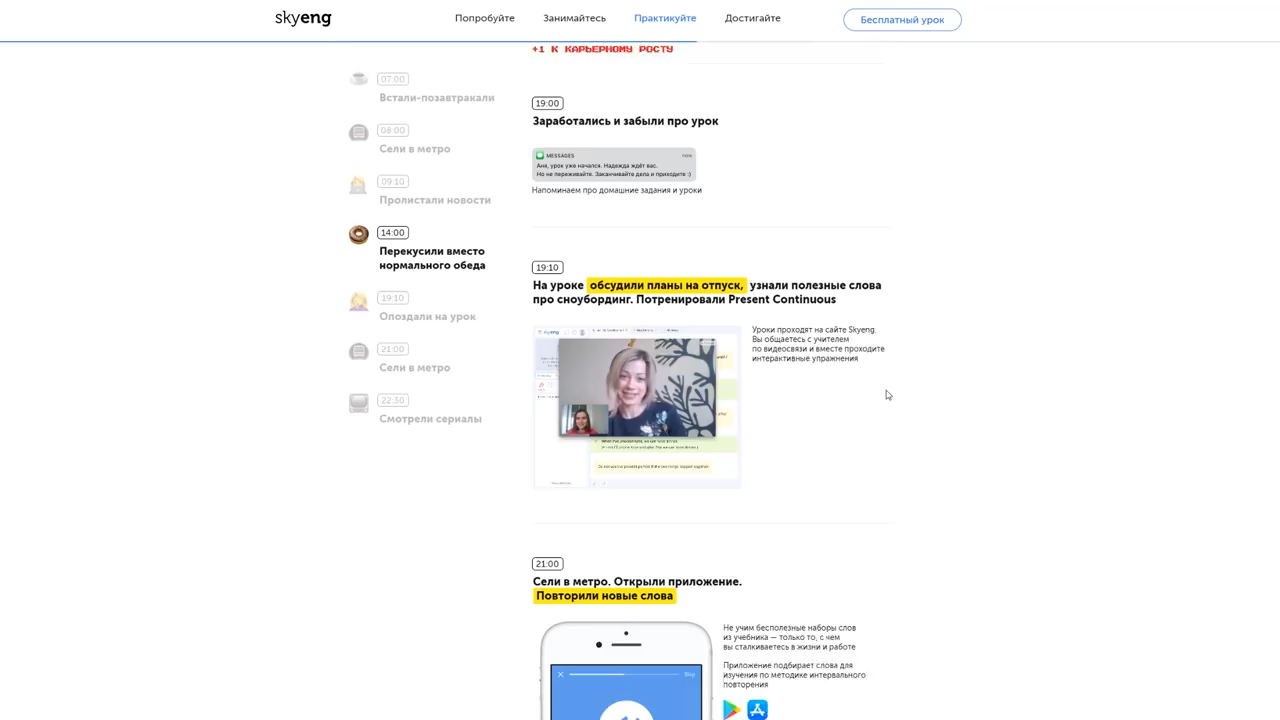 skyeng
Попробуйте
Занимайтесь
Практикуйте
Достигайте
Бесплатный урок
+1 К КАРЬЕРНОМУ РОСТУ
07:00
Встали-позавтракали
08:00
Сели в метро
09:10
Пролистали новости
14:00
Перекусили вместо
нормального обеда
19:10
Опоздали на урок
21:00
Сели в метро
22:30
Смотрели сериалы
19:00
Заработались и забыли про урок
MESSAGES
now
Аня, урок уже начался. Надежда ждёт вас.
Но не переживайте. Заканчивайте дела и приходите :)
Напоминаем про домашние задания и уроки
19:10
На уроке обсудили планы на отпуск, узнали полезные слова
про сноубординг. Потренировали Present Continuous
skyeng
Уроки проходят на сайте Skyeng.
Вы общаетесь с учителем
по видеосвязи и вместе проходите
интерактивные упражнения
21:00
Сели в метро. Открыли приложение.
Повторили новые слова
Skip
Не учим бесполезные наборы слов
из учебника — только то, с чем
вы сталкиваетесь в жизни и работе
Приложение подбирает слова для
изучения по методике интервального
повторения